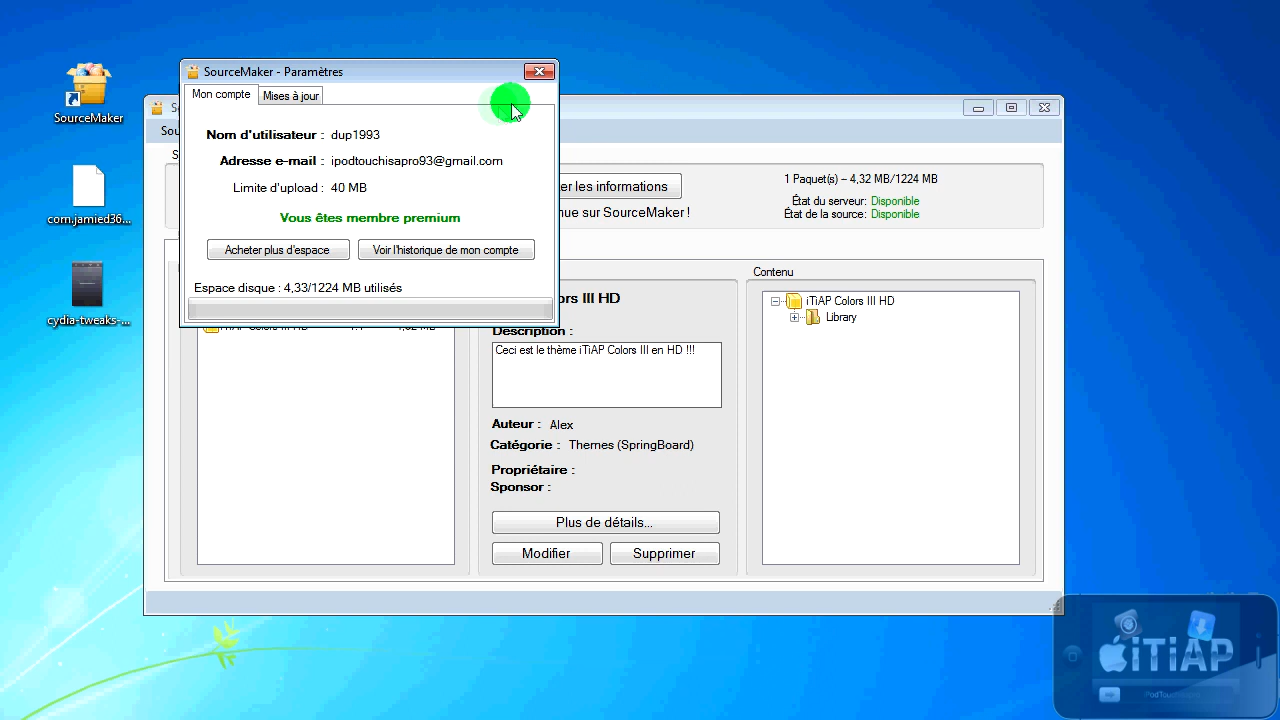 SourceMaker
com.jamied36...
cydia-tweaks-...
SourceMaker - Paramètres
Mon compte
Mises à jour
Nom d'utilisateur : dup1993
Adresse e-mail : ipodtouchisapro93@gmail.com
Limite d'upload : 40 MB
Vous êtes membre premium
Acheter plus d'espace
Voir l'historique de mon compte
Espace disque : 4,33/1224 MB utilisés
er les informations
nue sur SourceMaker !
1 Paquet(s) – 4,32 MB/1224 MB
État du serveur: Disponible
État de la source: Disponible
ors III HD
Description :
Ceci est le thème iTiAP Colors III en HD !!!
Auteur : Alex
Catégorie : Themes (SpringBoard)
Propriétaire :
Sponsor :
Plus de détails...
Modifier
Supprimer
Contenu
iTiAP Colors III HD
Library
iTiAP